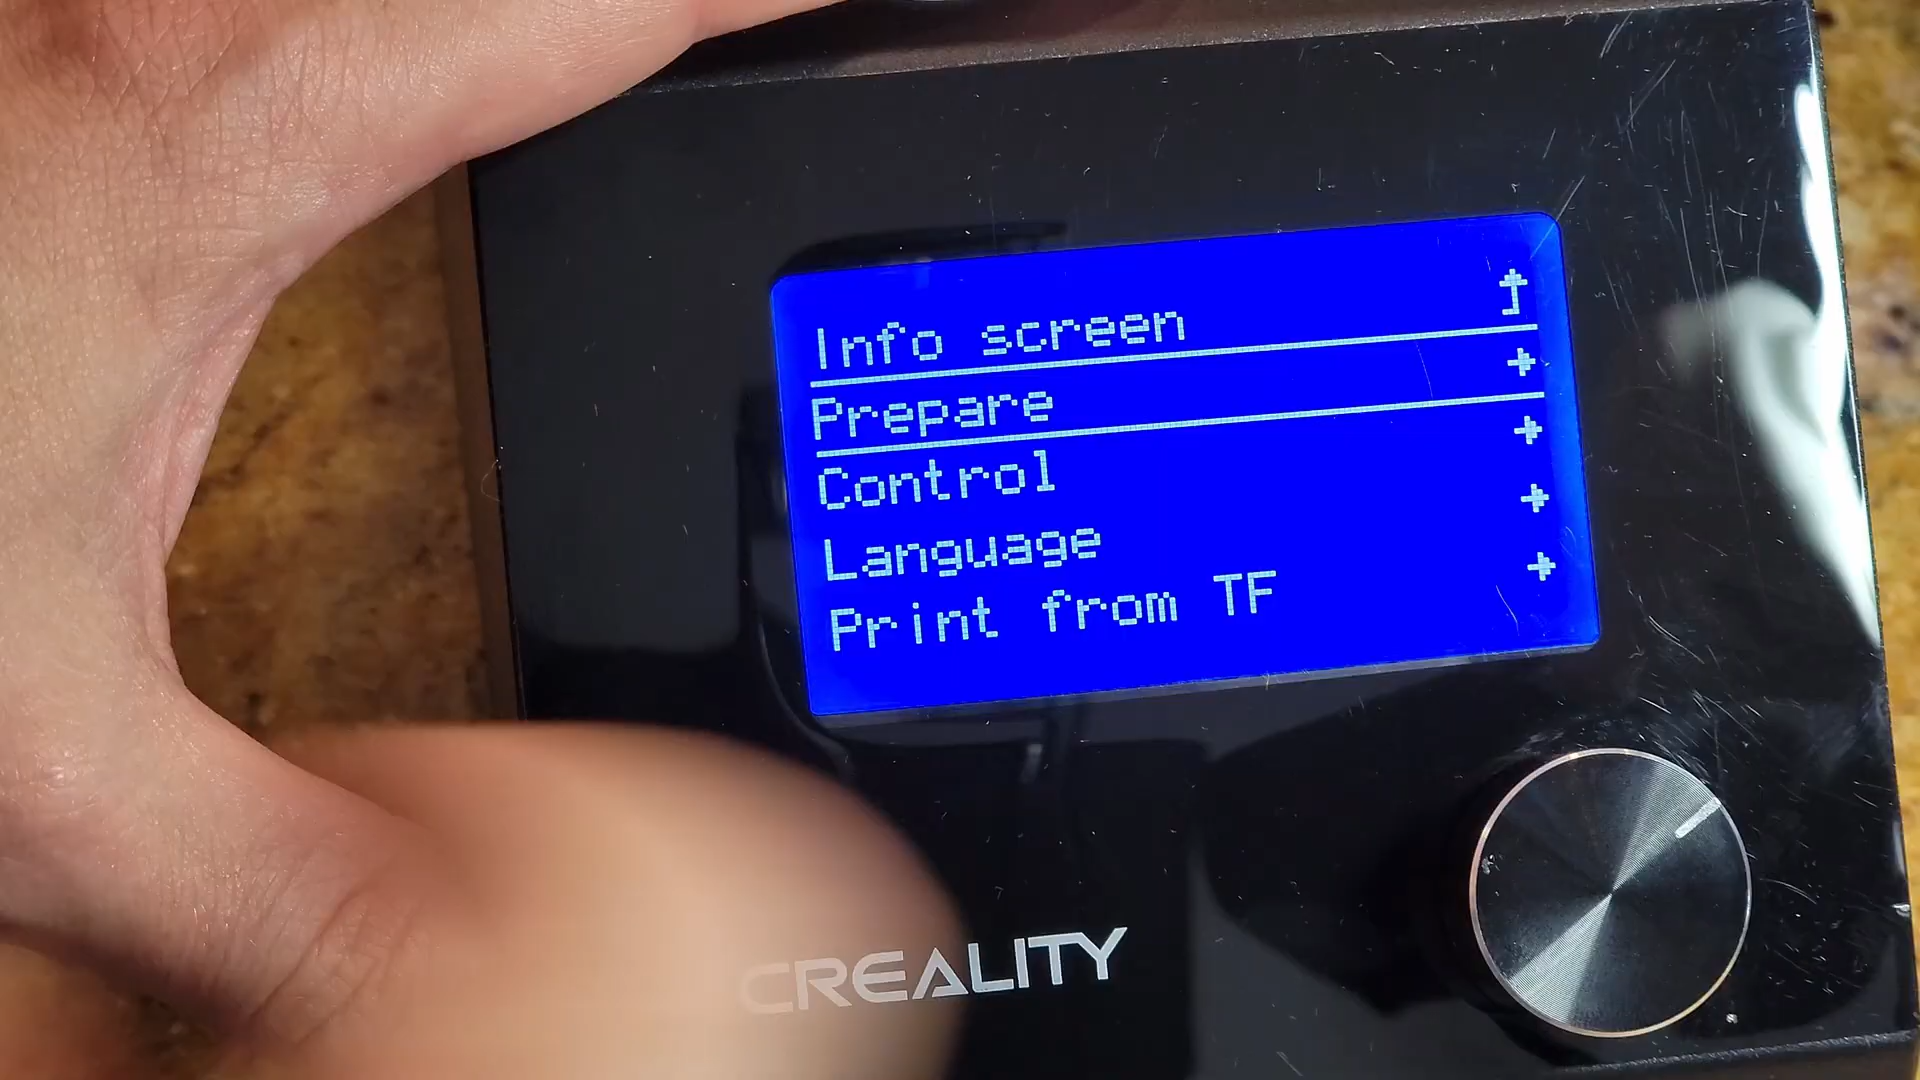 Info screen
Prepare
Control
Language
Print from TF
CREALITY